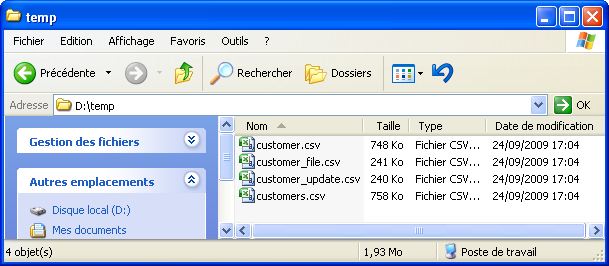 temp
Fichier Edition Affichage Favoris Outils ?
Précédente Rechercher Dossiers
Adresse D:\temp OK
Gestion des fichiers
Autres emplacements
Disque local (D:)
Mes documents
Nom Taille Type Date de modification
customer.csv 748 Ko Fichier CSV... 24/09/2009 17:04
customer_file.csv 241 Ko Fichier CSV... 24/09/2009 17:04
customer_update.csv 240 Ko Fichier CSV... 24/09/2009 17:04
customers.csv 758 Ko Fichier CSV... 24/09/2009 17:04
4 objet(s) 1,93 Mo Poste de travail